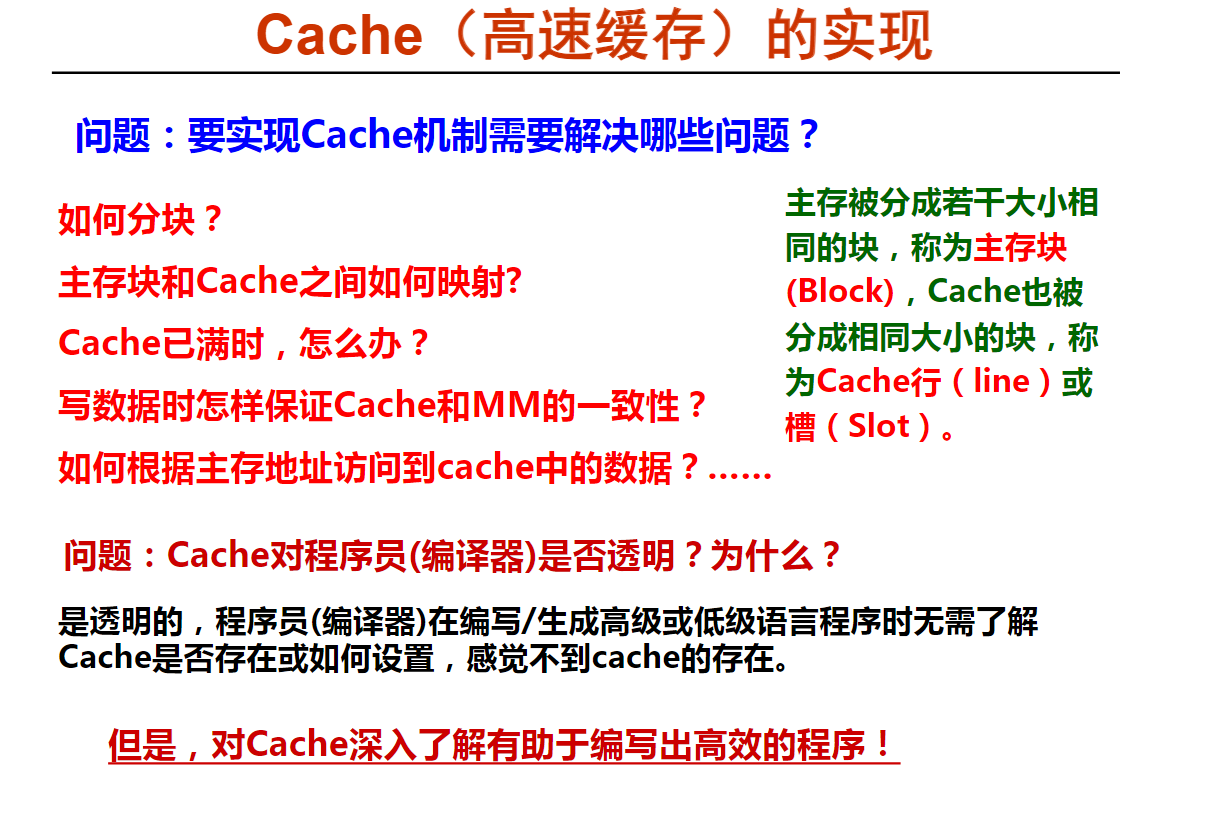 Cache（高速缓存）的实现
问题：要实现Cache机制需要解决哪些问题？
如何分块？
主存块和Cache之间如何映射?
Cache已满时，怎么办？
写数据时怎样保证Cache和MM的一致性？
如何根据主存地址访问到cache中的数据？......
主存被分成若干大小相
同的块，称为主存块
(Block)，Cache也被
分成相同大小的块，称
为Cache行（line）或
槽（Slot）。
问题：Cache对程序员(编译器)是否透明？为什么？
是透明的，程序员(编译器)在编写/生成高级或低级语言程序时无需了解
Cache是否存在或如何设置，感觉不到cache的存在。
但是，对Cache深入了解有助于编写出高效的程序！